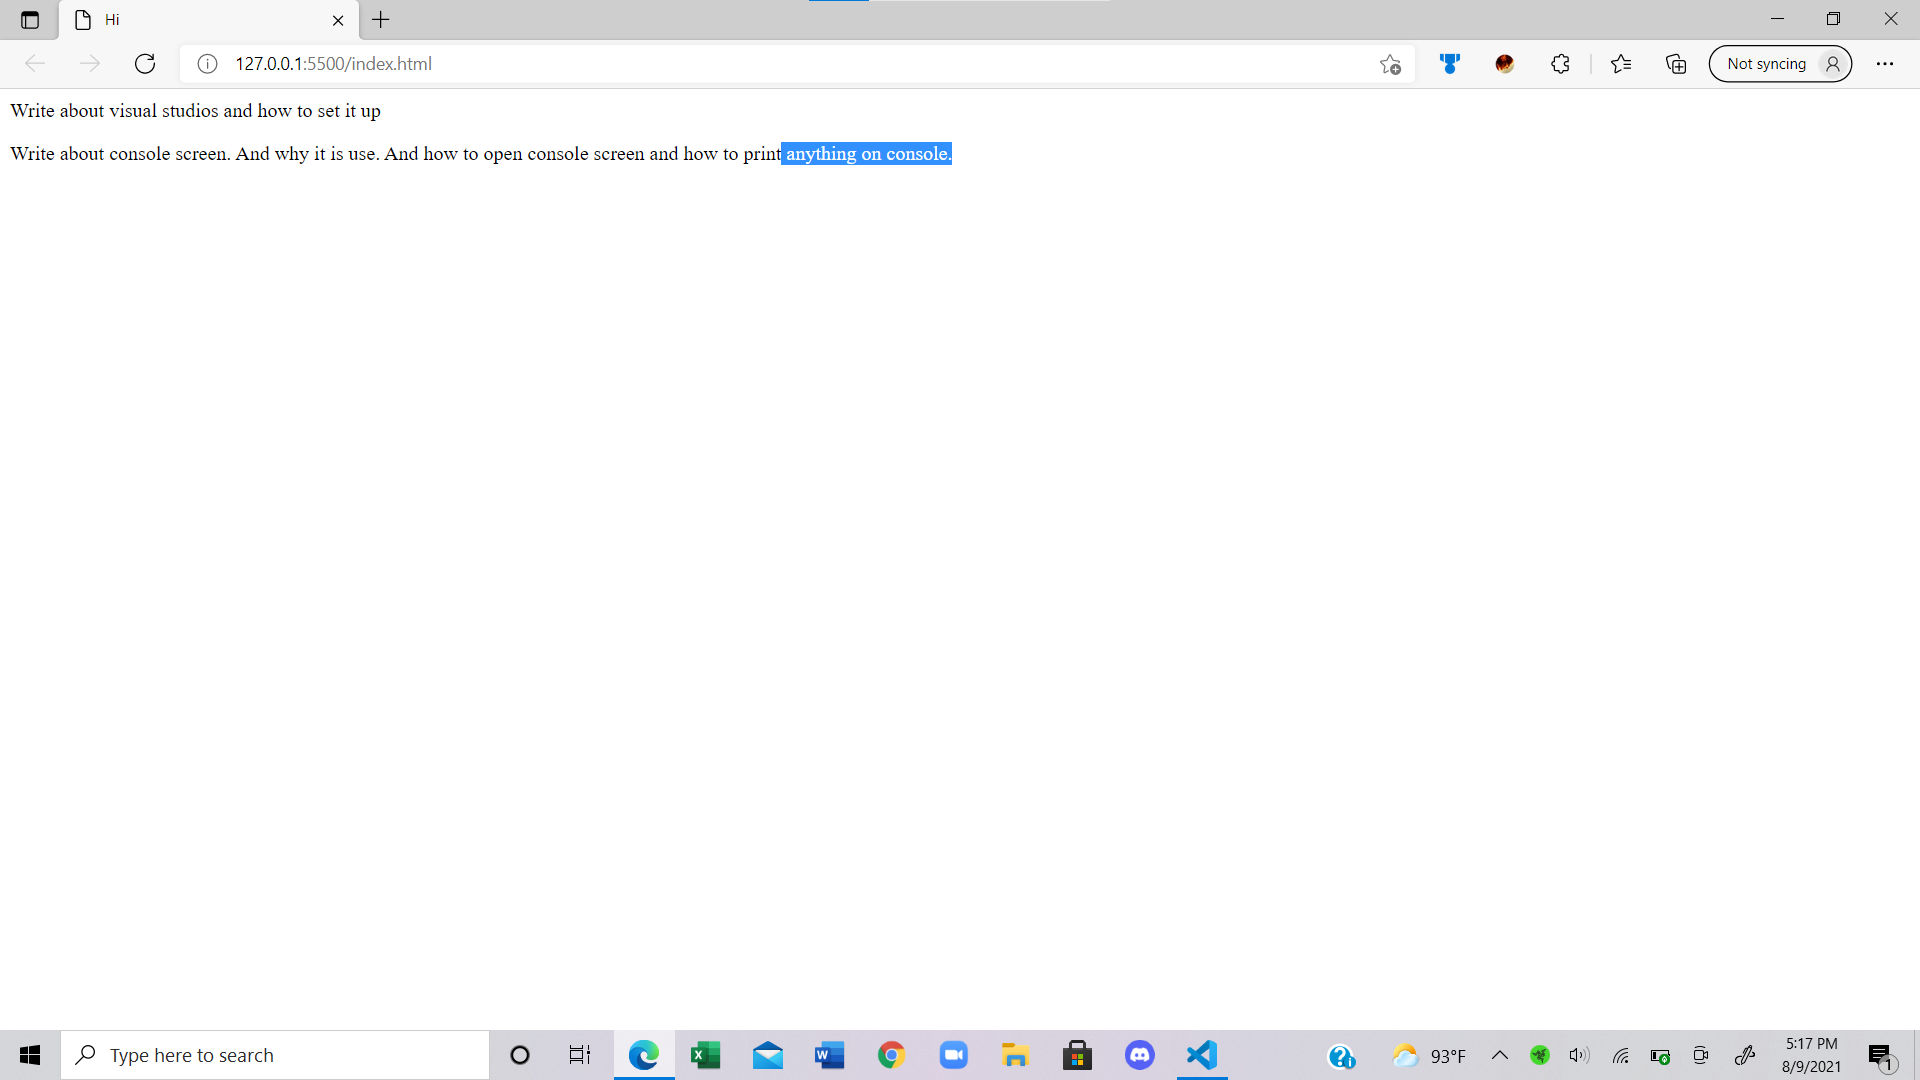 Hi
127.0.0.1:5500/index.html
Not syncing
Write about visual studios and how to set it up
Write about console screen. And why it is use. And how to open console screen and how to print anything on console.
Type here to search
93°F
5:17 PM
8/9/2021
1